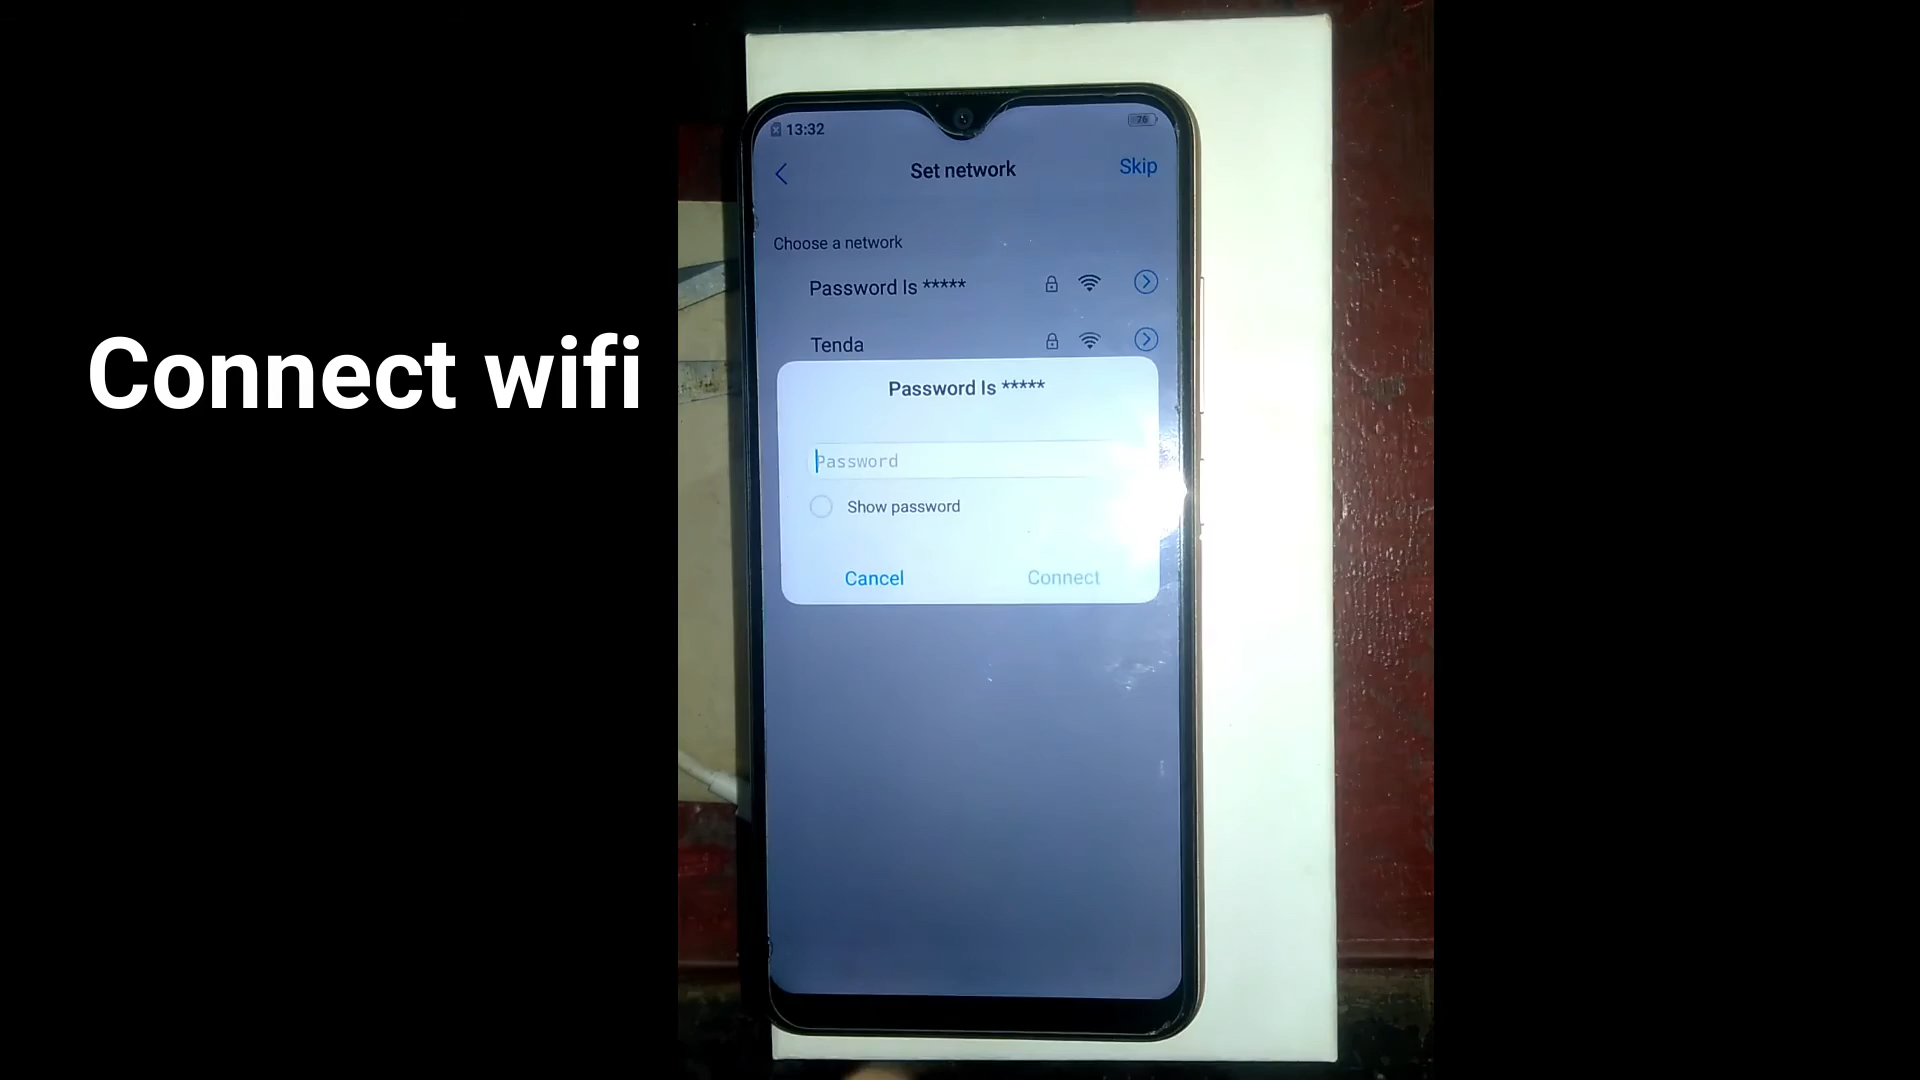 Connect wifi
13:32
76
Set network
Skip
Choose a network
Password Is *****
Tenda
Password Is *****
Password
Show password
Cancel
Connect